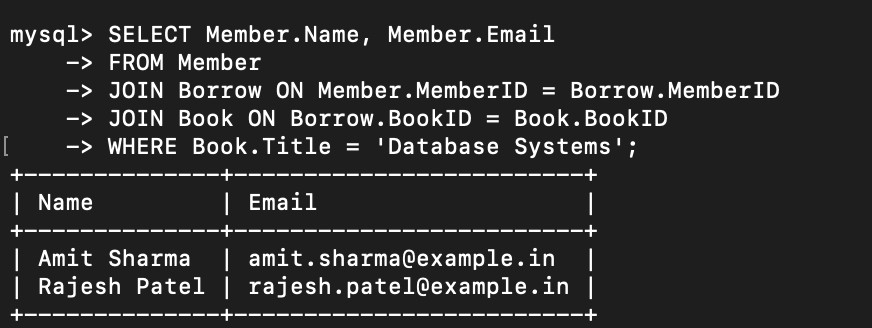 mysql> SELECT Member.Name, Member.Email
    -> FROM Member
    -> JOIN Borrow ON Member.MemberID = Borrow.MemberID
    -> JOIN Book ON Borrow.BookID = Book.BookID
[    -> WHERE Book.Title = 'Database Systems';
+--------------+-------------------------+
| Name         | Email                   |
+--------------+-------------------------+
| Amit Sharma  | amit.sharma@example.in  |
| Rajesh Patel | rajesh.patel@example.in |
+--------------+-------------------------+